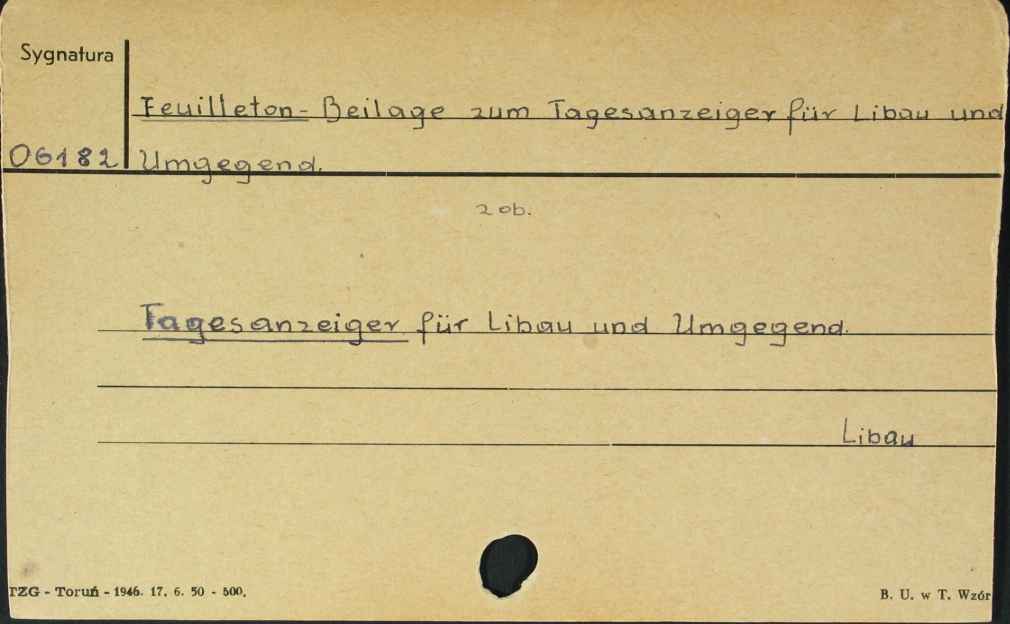 Sygnatura
Feuilleton-Beilage zum Tagesanzeiger für Libau und
06182 Umgegend.
2 ob.
Tagesanzeiger für Libau und Umgegend.
Libau
TZG - Toruń - 1946. 17. 6. 50 - 500.
B. U. w T. Wzór